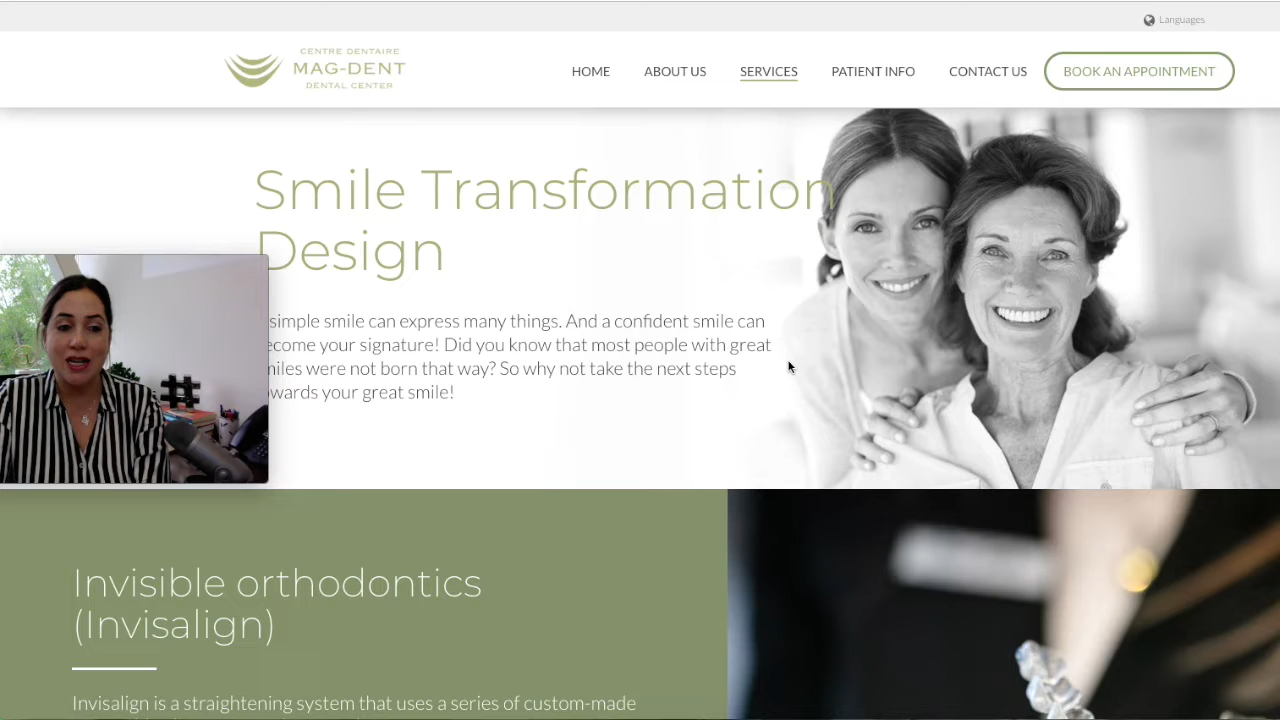 Languages
CENTRE DENTAIRE
MAG-DENT
DENTAL CENTER
HOME
ABOUT US
SERVICES
PATIENT INFO
CONTACT US
BOOK AN APPOINTMENT
Smile Transformation
Design
simple smile can express many things. And a confident smile can
ecome your signature! Did you know that most people with great
miles were not born that way? So why not take the next steps
owards your great smile!
Invisible orthodontics
(Invisalign)
Invisalign is a straightening system that uses a series of custom-made